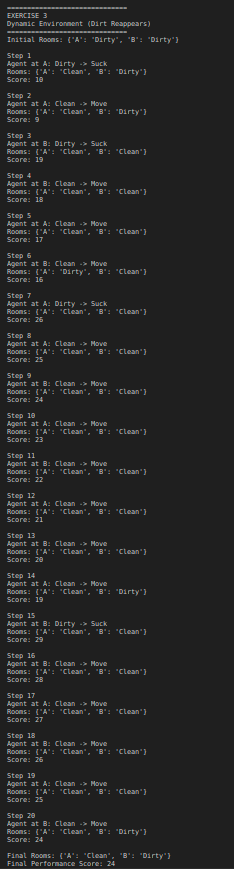 ==============================
EXERCISE 3
Dynamic Environment (Dirt Reappears)
==============================
Initial Rooms: {'A': 'Dirty', 'B': 'Dirty'}

Step 1
Agent at A: Dirty -> Suck
Rooms: {'A': 'Clean', 'B': 'Dirty'}
Score: 10

Step 2
Agent at A: Clean -> Move
Rooms: {'A': 'Clean', 'B': 'Dirty'}
Score: 9

Step 3
Agent at B: Dirty -> Suck
Rooms: {'A': 'Clean', 'B': 'Clean'}
Score: 19

Step 4
Agent at B: Clean -> Move
Rooms: {'A': 'Clean', 'B': 'Clean'}
Score: 18

Step 5
Agent at A: Clean -> Move
Rooms: {'A': 'Clean', 'B': 'Clean'}
Score: 17

Step 6
Agent at B: Clean -> Move
Rooms: {'A': 'Dirty', 'B': 'Clean'}
Score: 16

Step 7
Agent at A: Dirty -> Suck
Rooms: {'A': 'Clean', 'B': 'Clean'}
Score: 26

Step 8
Agent at A: Clean -> Move
Rooms: {'A': 'Clean', 'B': 'Clean'}
Score: 25

Step 9
Agent at B: Clean -> Move
Rooms: {'A': 'Clean', 'B': 'Clean'}
Score: 24

Step 10
Agent at A: Clean -> Move
Rooms: {'A': 'Clean', 'B': 'Clean'}
Score: 23

Step 11
Agent at B: Clean -> Move
Rooms: {'A': 'Clean', 'B': 'Clean'}
Score: 22

Step 12
Agent at A: Clean -> Move
Rooms: {'A': 'Clean', 'B': 'Clean'}
Score: 21

Step 13
Agent at B: Clean -> Move
Rooms: {'A': 'Clean', 'B': 'Clean'}
Score: 20

Step 14
Agent at A: Clean -> Move
Rooms: {'A': 'Clean', 'B': 'Dirty'}
Score: 19

Step 15
Agent at B: Dirty -> Suck
Rooms: {'A': 'Clean', 'B': 'Clean'}
Score: 29

Step 16
Agent at B: Clean -> Move
Rooms: {'A': 'Clean', 'B': 'Clean'}
Score: 28

Step 17
Agent at A: Clean -> Move
Rooms: {'A': 'Clean', 'B': 'Clean'}
Score: 27

Step 18
Agent at B: Clean -> Move
Rooms: {'A': 'Clean', 'B': 'Clean'}
Score: 26

Step 19
Agent at A: Clean -> Move
Rooms: {'A': 'Clean', 'B': 'Clean'}
Score: 25

Step 20
Agent at B: Clean -> Move
Rooms: {'A': 'Clean', 'B': 'Dirty'}
Score: 24

Final Rooms: {'A': 'Clean', 'B': 'Dirty'}
Final Performance Score: 24